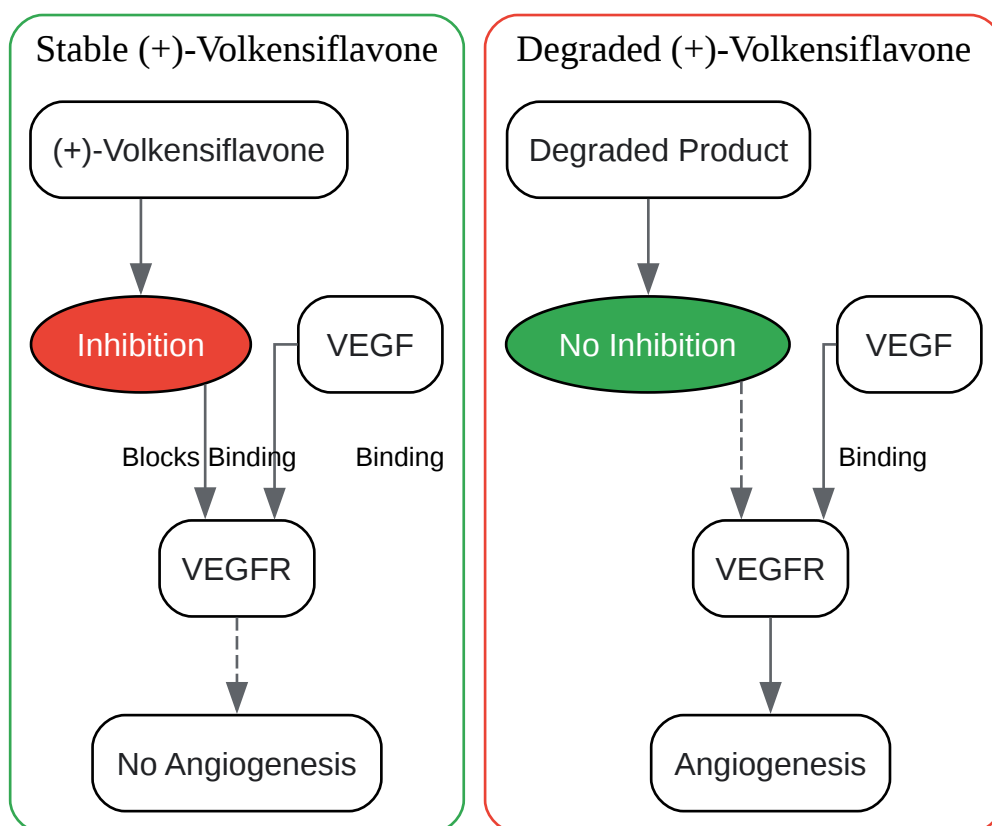 Stable (+)-Volkensiflavone
(+)-Volkensiflavone
Inhibition
VEGF
Blocks Binding
Binding
VEGFR
No Angiogenesis
Degraded (+)-Volkensiflavone
Degraded Product
No Inhibition
VEGF
Binding
VEGFR
Angiogenesis